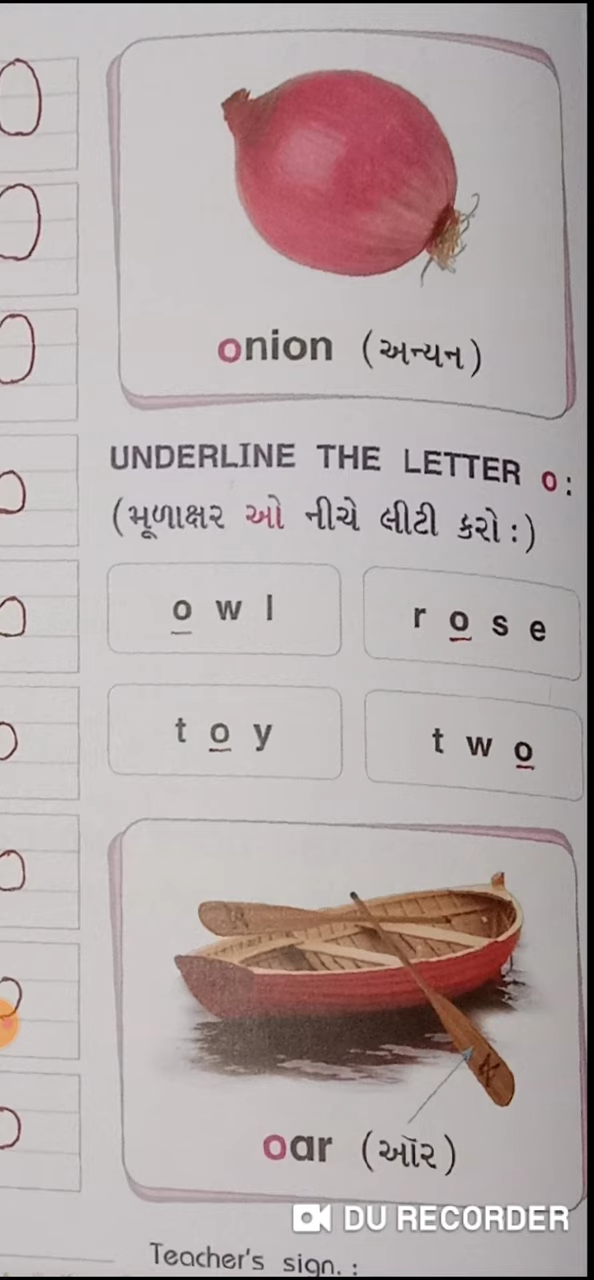 onion (અન્યન)
UNDERLINE THE LETTER o :
(મૂળાક્ષર ઓ નીચે લીટી કરો :)
o w l
r o s e
t o y
t w o
oar (ઑર)
DU RECORDER
Teacher's sign. :